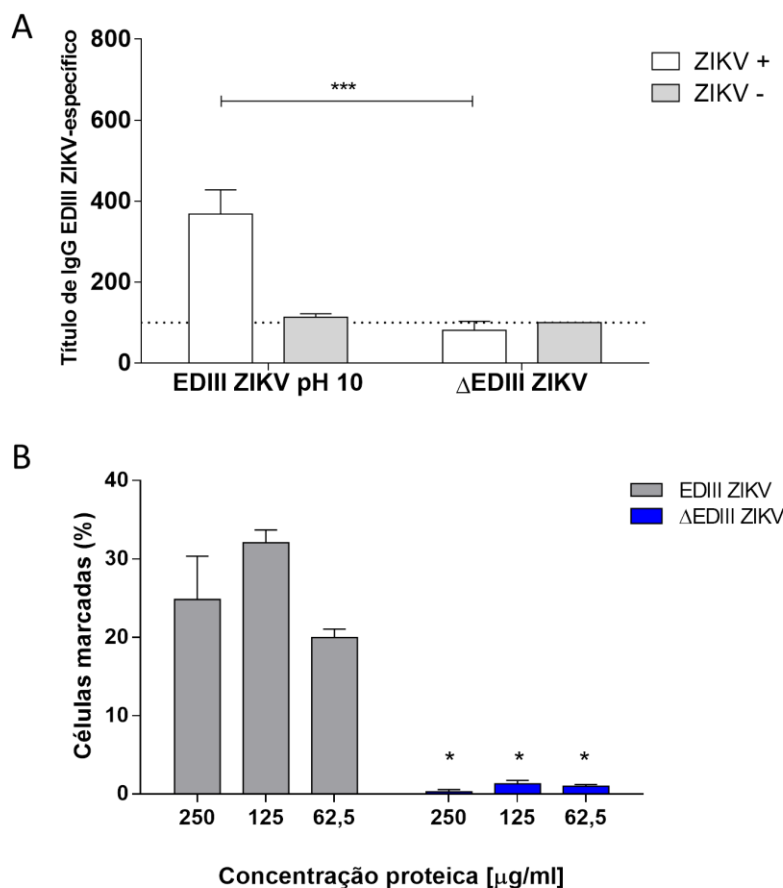 A
Título de IgG EDIII ZIKV-específico
800
600
400
200
0
***
ZIKV +
ZIKV -
EDIII ZIKV pH 10
ΔEDIII ZIKV
B
Células marcadas (%)
40
30
20
10
0
EDIII ZIKV
ΔEDIII ZIKV
* * *
250 125 62,5 250 125 62,5
Concentração proteica [µg/ml]